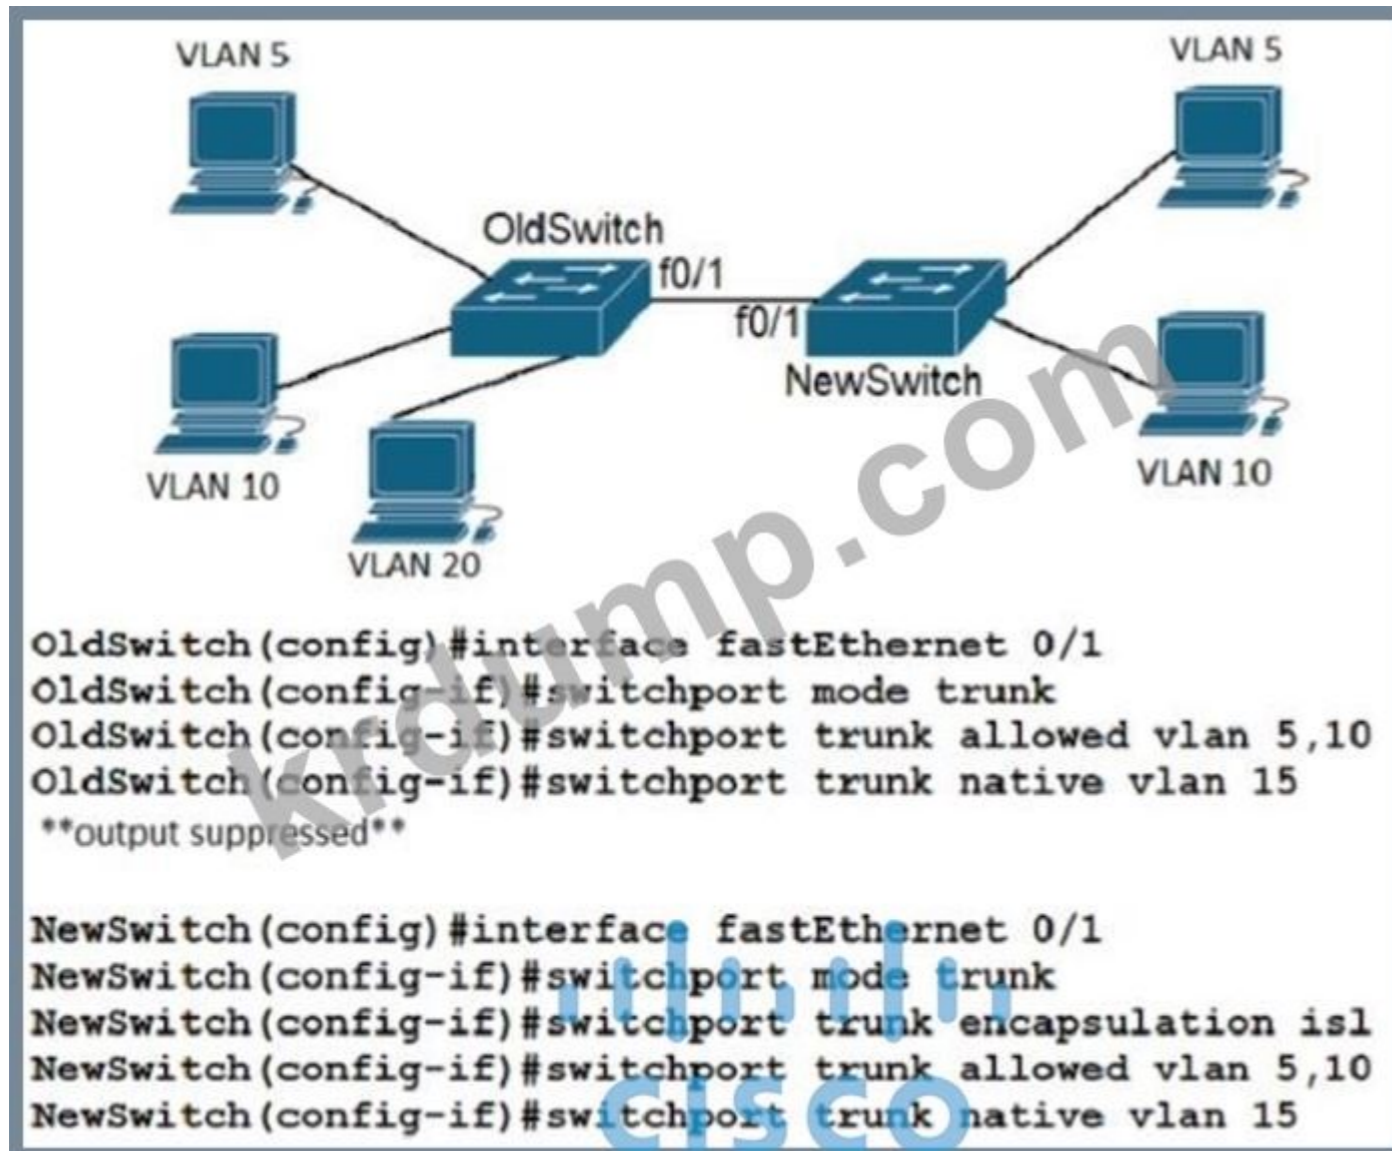 VLAN 5
VLAN 5
OldSwitch
f0/1
f0/1
NewSwitch
VLAN 10
VLAN 10
VLAN 20
krdump.com
OldSwitch(config)#interface fastEthernet 0/1
OldSwitch(config-if)#switchport mode trunk
OldSwitch(config-if)#switchport trunk allowed vlan 5,10
OldSwitch(config-if)#switchport trunk native vlan 15
**output suppressed**
NewSwitch(config)#interface fastEthernet 0/1
NewSwitch(config-if)#switchport mode trunk
NewSwitch(config-if)#switchport trunk encapsulation isl
NewSwitch(config-if)#switchport trunk allowed vlan 5,10
NewSwitch(config-if)#switchport trunk native vlan 15
CISCO